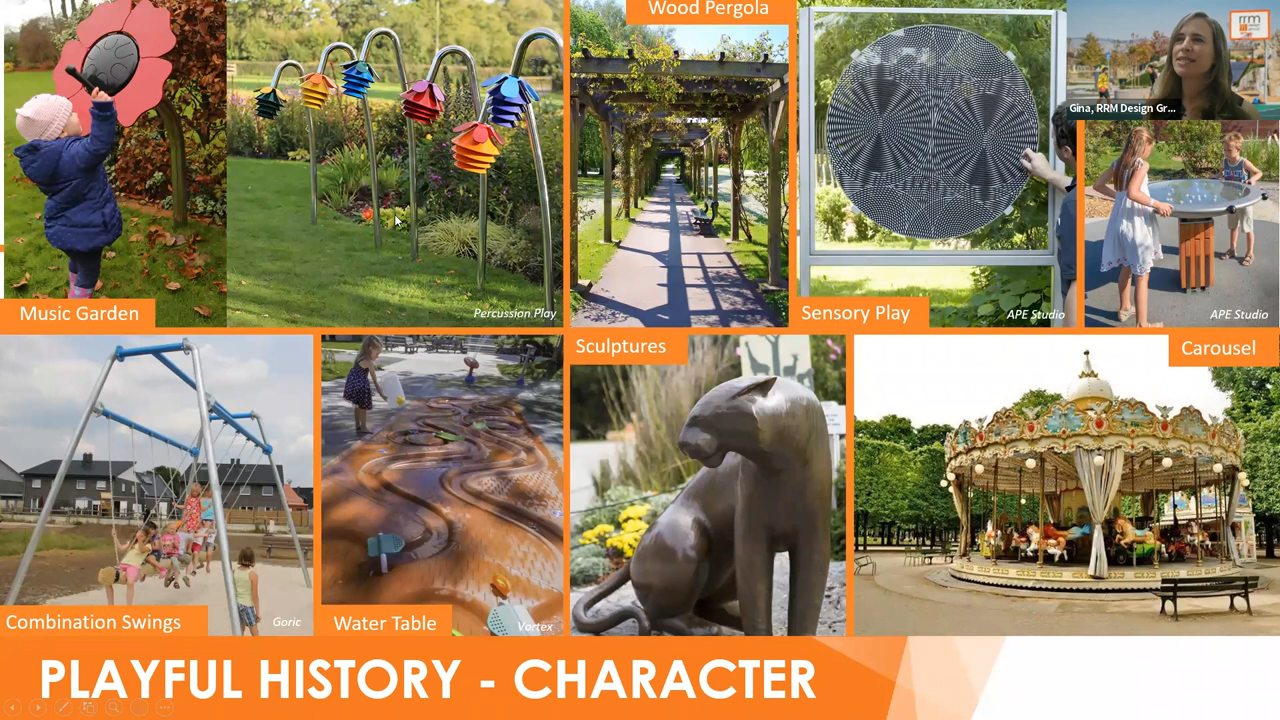 Wood Pergola
rrm
Gina, RRM Design Gr...
Music Garden
Percussion Play
Sensory Play
APE Studio
APE Studio
Sculptures
Carousel
Combination Swings
Goric
Water Table
Vortex
PLAYFUL HISTORY - CHARACTER